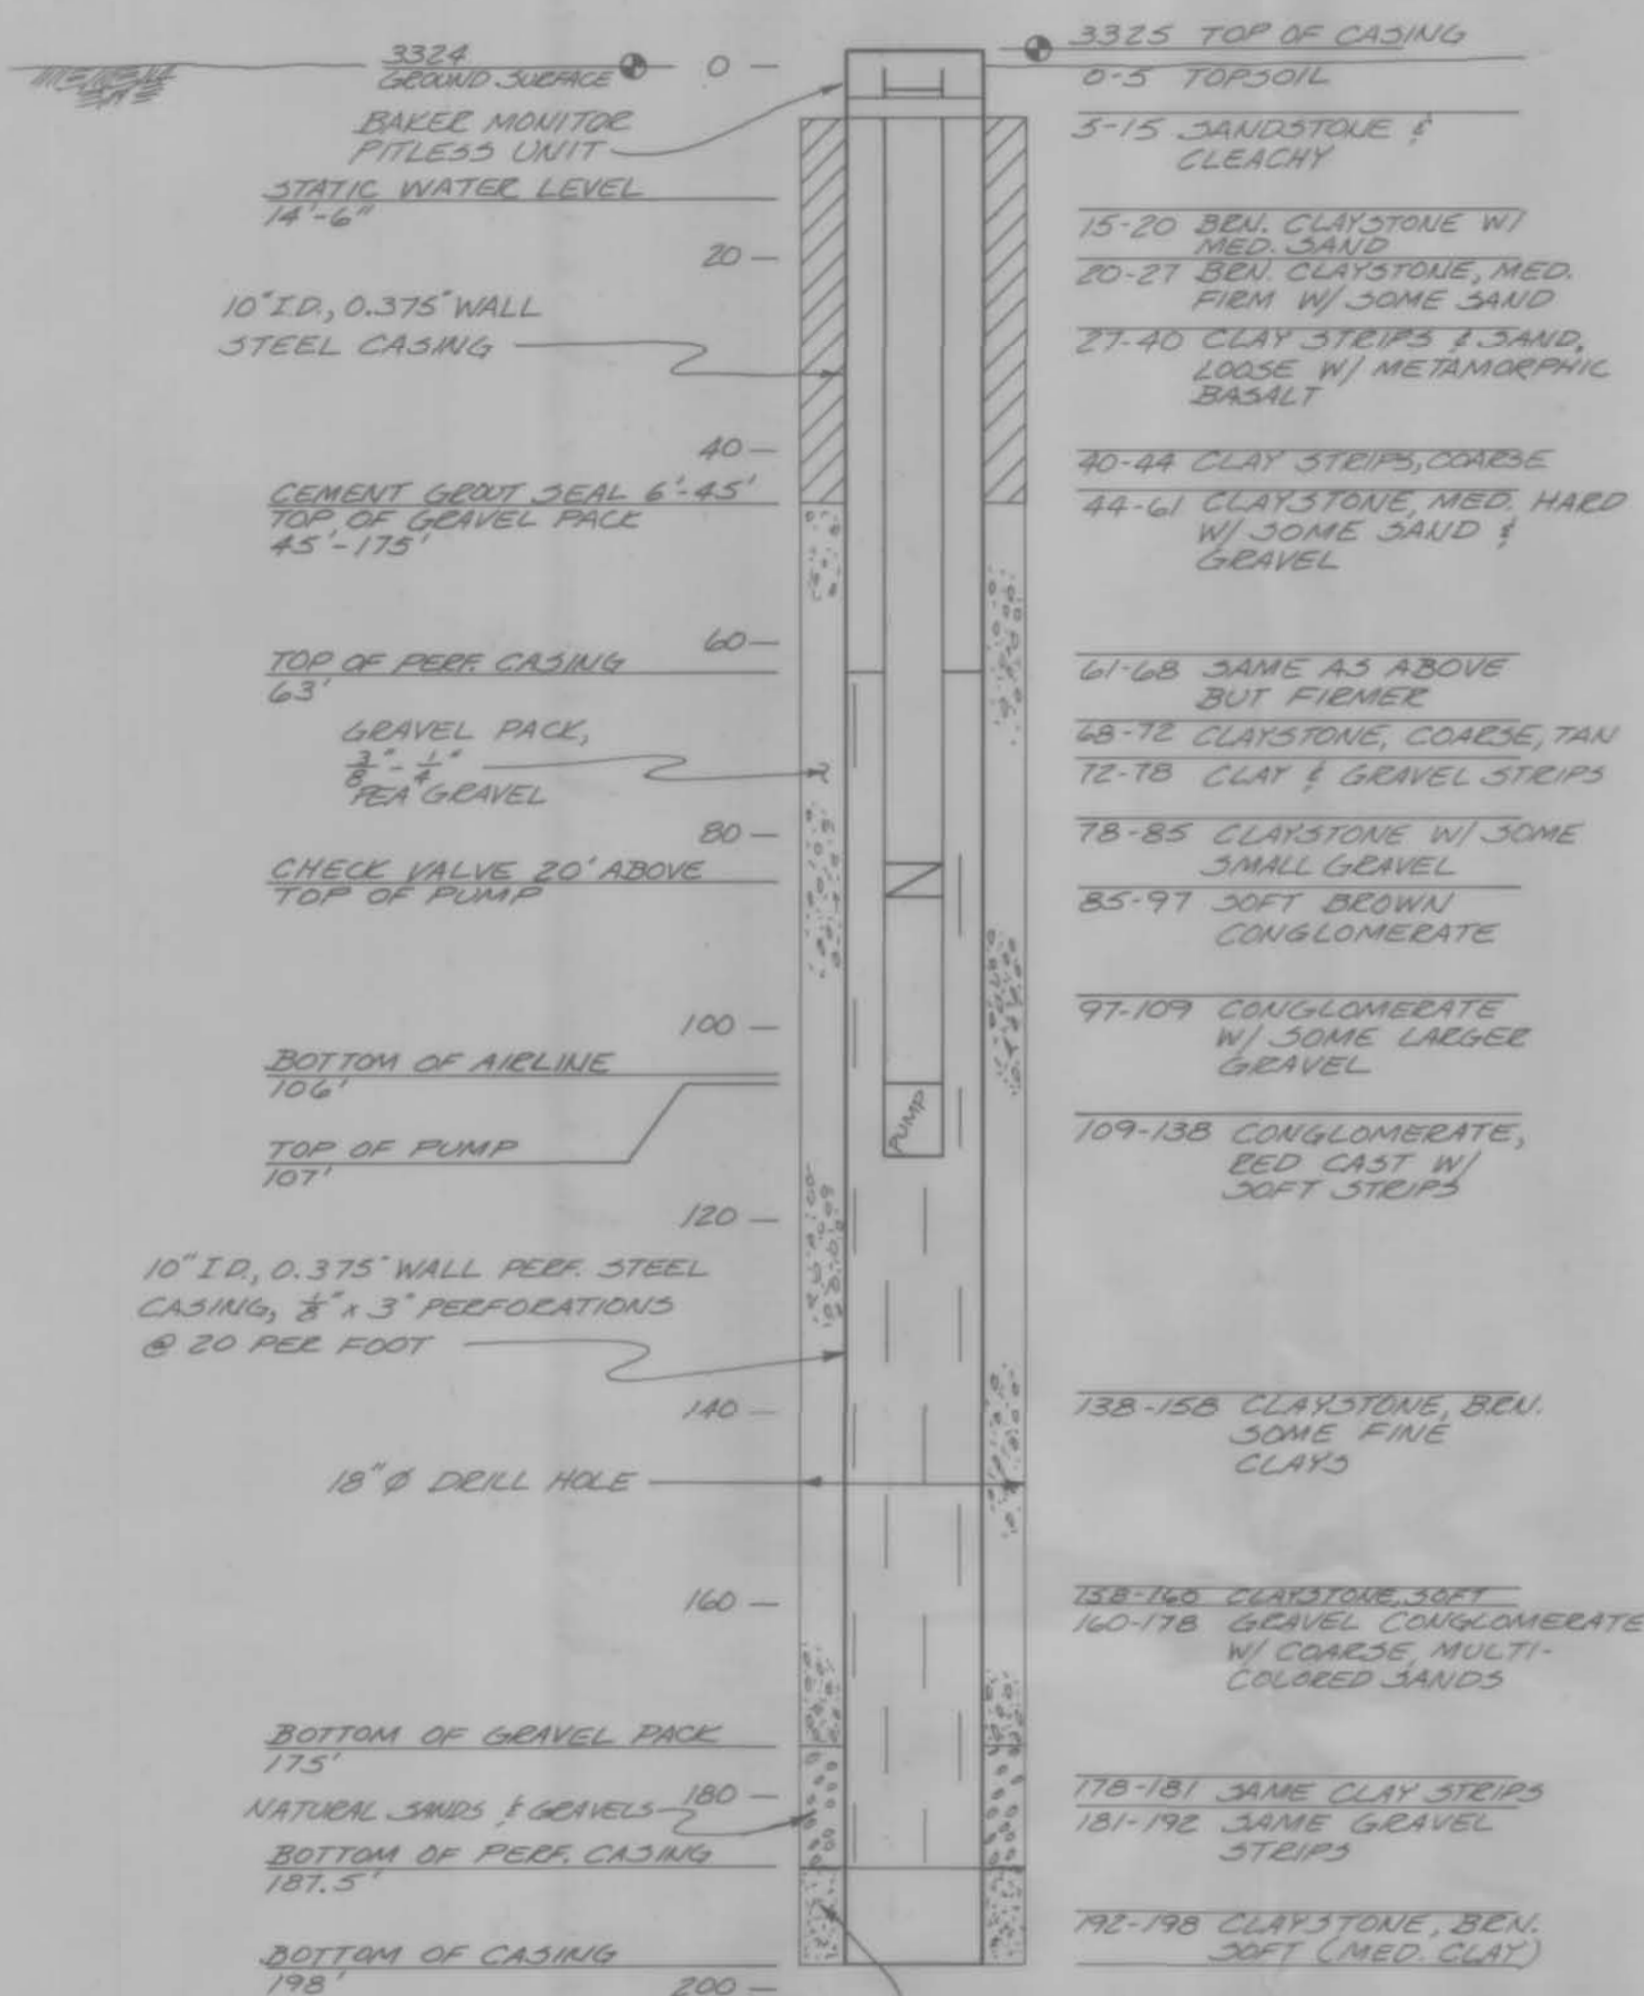 3324
GROUND SURFACE
BAKER MONITOR
PITLESS UNIT
STATIC WATER LEVEL
14'-6"
10" I.D., 0.375" WALL
STEEL CASING
CEMENT GROUT SEAL 6'-45'
TOP OF GRAVEL PACK
45'-175'
TOP OF PERF. CASING
63'
GRAVEL PACK,
3/8" - 1/4"
PEA GRAVEL
CHECK VALVE 20' ABOVE
TOP OF PUMP
BOTTOM OF AIRLINE
106'
TOP OF PUMP
107'
10" I.D., 0.375" WALL PERF. STEEL
CASING, 1/8" x 3" PERFORATIONS
@ 20 PER FOOT
18" Ø DRILL HOLE
BOTTOM OF GRAVEL PACK
175'
NATURAL SANDS & GRAVELS
BOTTOM OF PERF. CASING
187.5'
BOTTOM OF CASING
198'
0
20
40
60
80
100
120
140
160
180
200
PUMP
3325 TOP OF CASING
0-5 TOPSOIL
5-15 SANDSTONE &
CLEACHY
15-20 BRN. CLAYSTONE W/
MED. SAND
20-27 BRN. CLAYSTONE, MED.
FIRM W/ SOME SAND
27-40 CLAY STRIPS & SAND,
LOOSE W/ METAMORPHIC
BASALT
40-44 CLAY STRIPS, COARSE
44-61 CLAYSTONE, MED. HARD
W/ SOME SAND &
GRAVEL
61-68 SAME AS ABOVE
BUT FIRMER
68-72 CLAYSTONE, COARSE, TAN
72-78 CLAY & GRAVEL STRIPS
78-85 CLAYSTONE W/ SOME
SMALL GRAVEL
85-97 SOFT BROWN
CONGLOMERATE
97-109 CONGLOMERATE
W/ SOME LARGER
GRAVEL
109-138 CONGLOMERATE,
RED CAST W/
SOFT STRIPS
138-158 CLAYSTONE, BRN.
SOME FINE
CLAYS
158-160 CLAYSTONE, SOFT
160-178 GRAVEL CONGLOMERATE
W/ COARSE, MULTI-
COLORED SANDS
178-181 SAME CLAY STRIPS
181-192 SAME GRAVEL
STRIPS
192-198 CLAYSTONE, BRN.
SOFT (MED. CLAY)